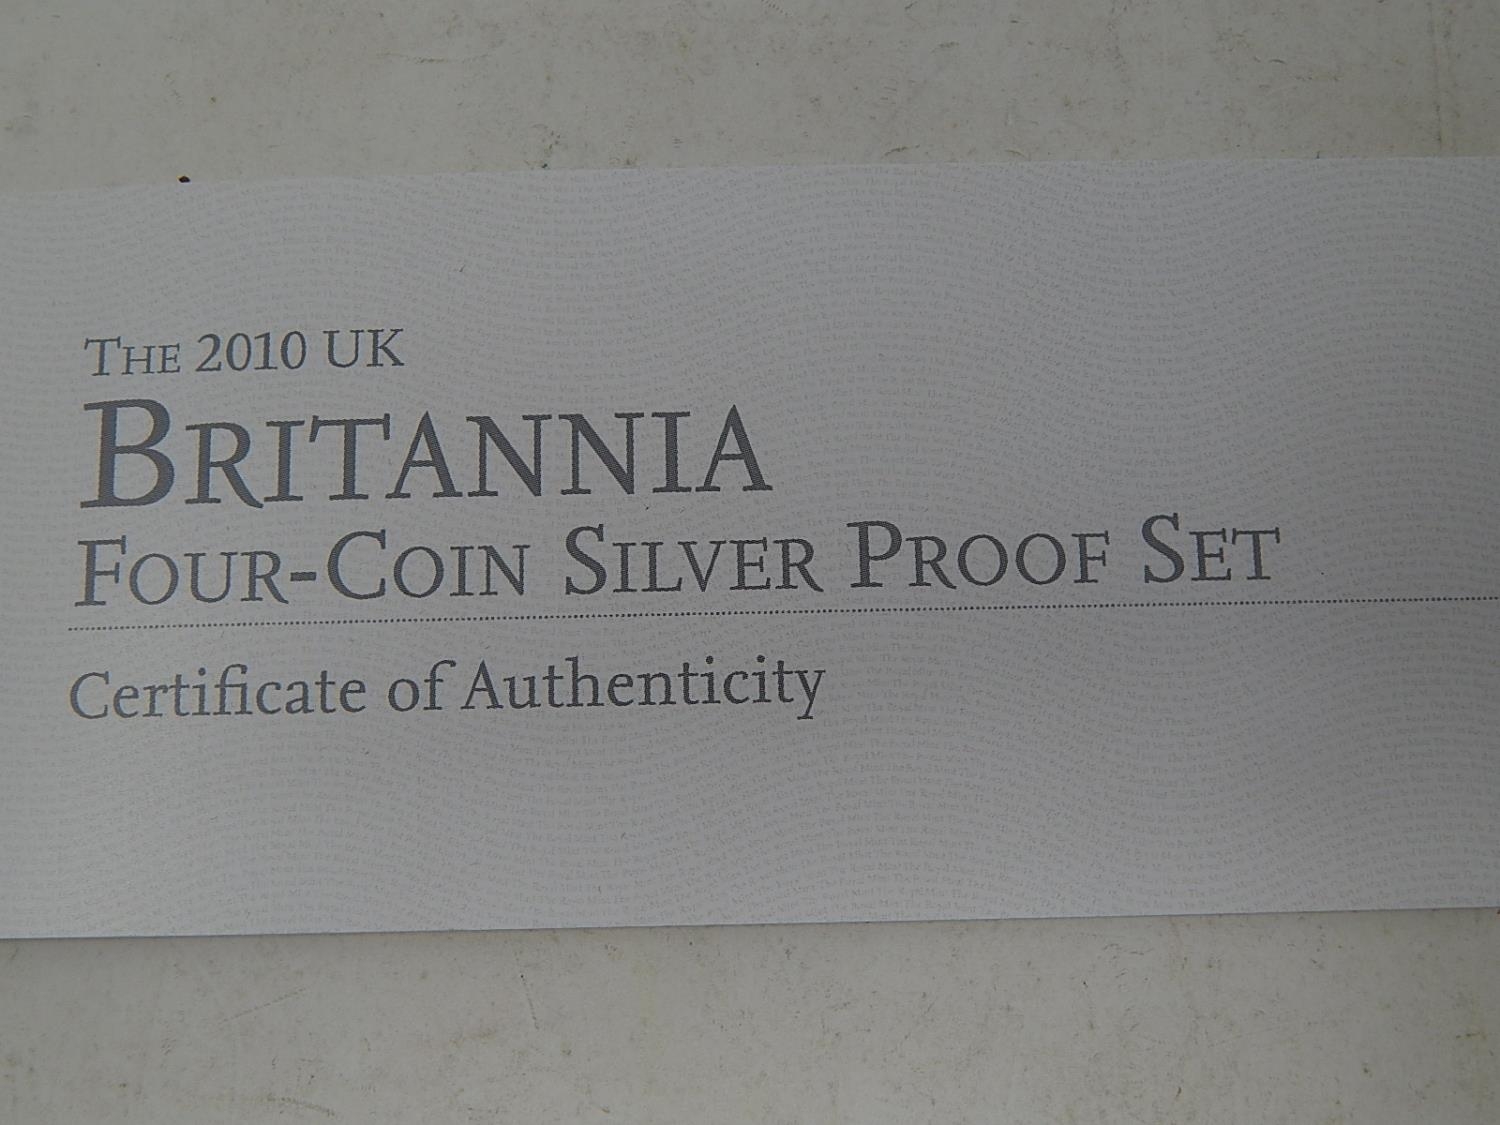 The 2010 UK
Britannia
Four-Coin Silver Proof Set
Certificate of Authenticity